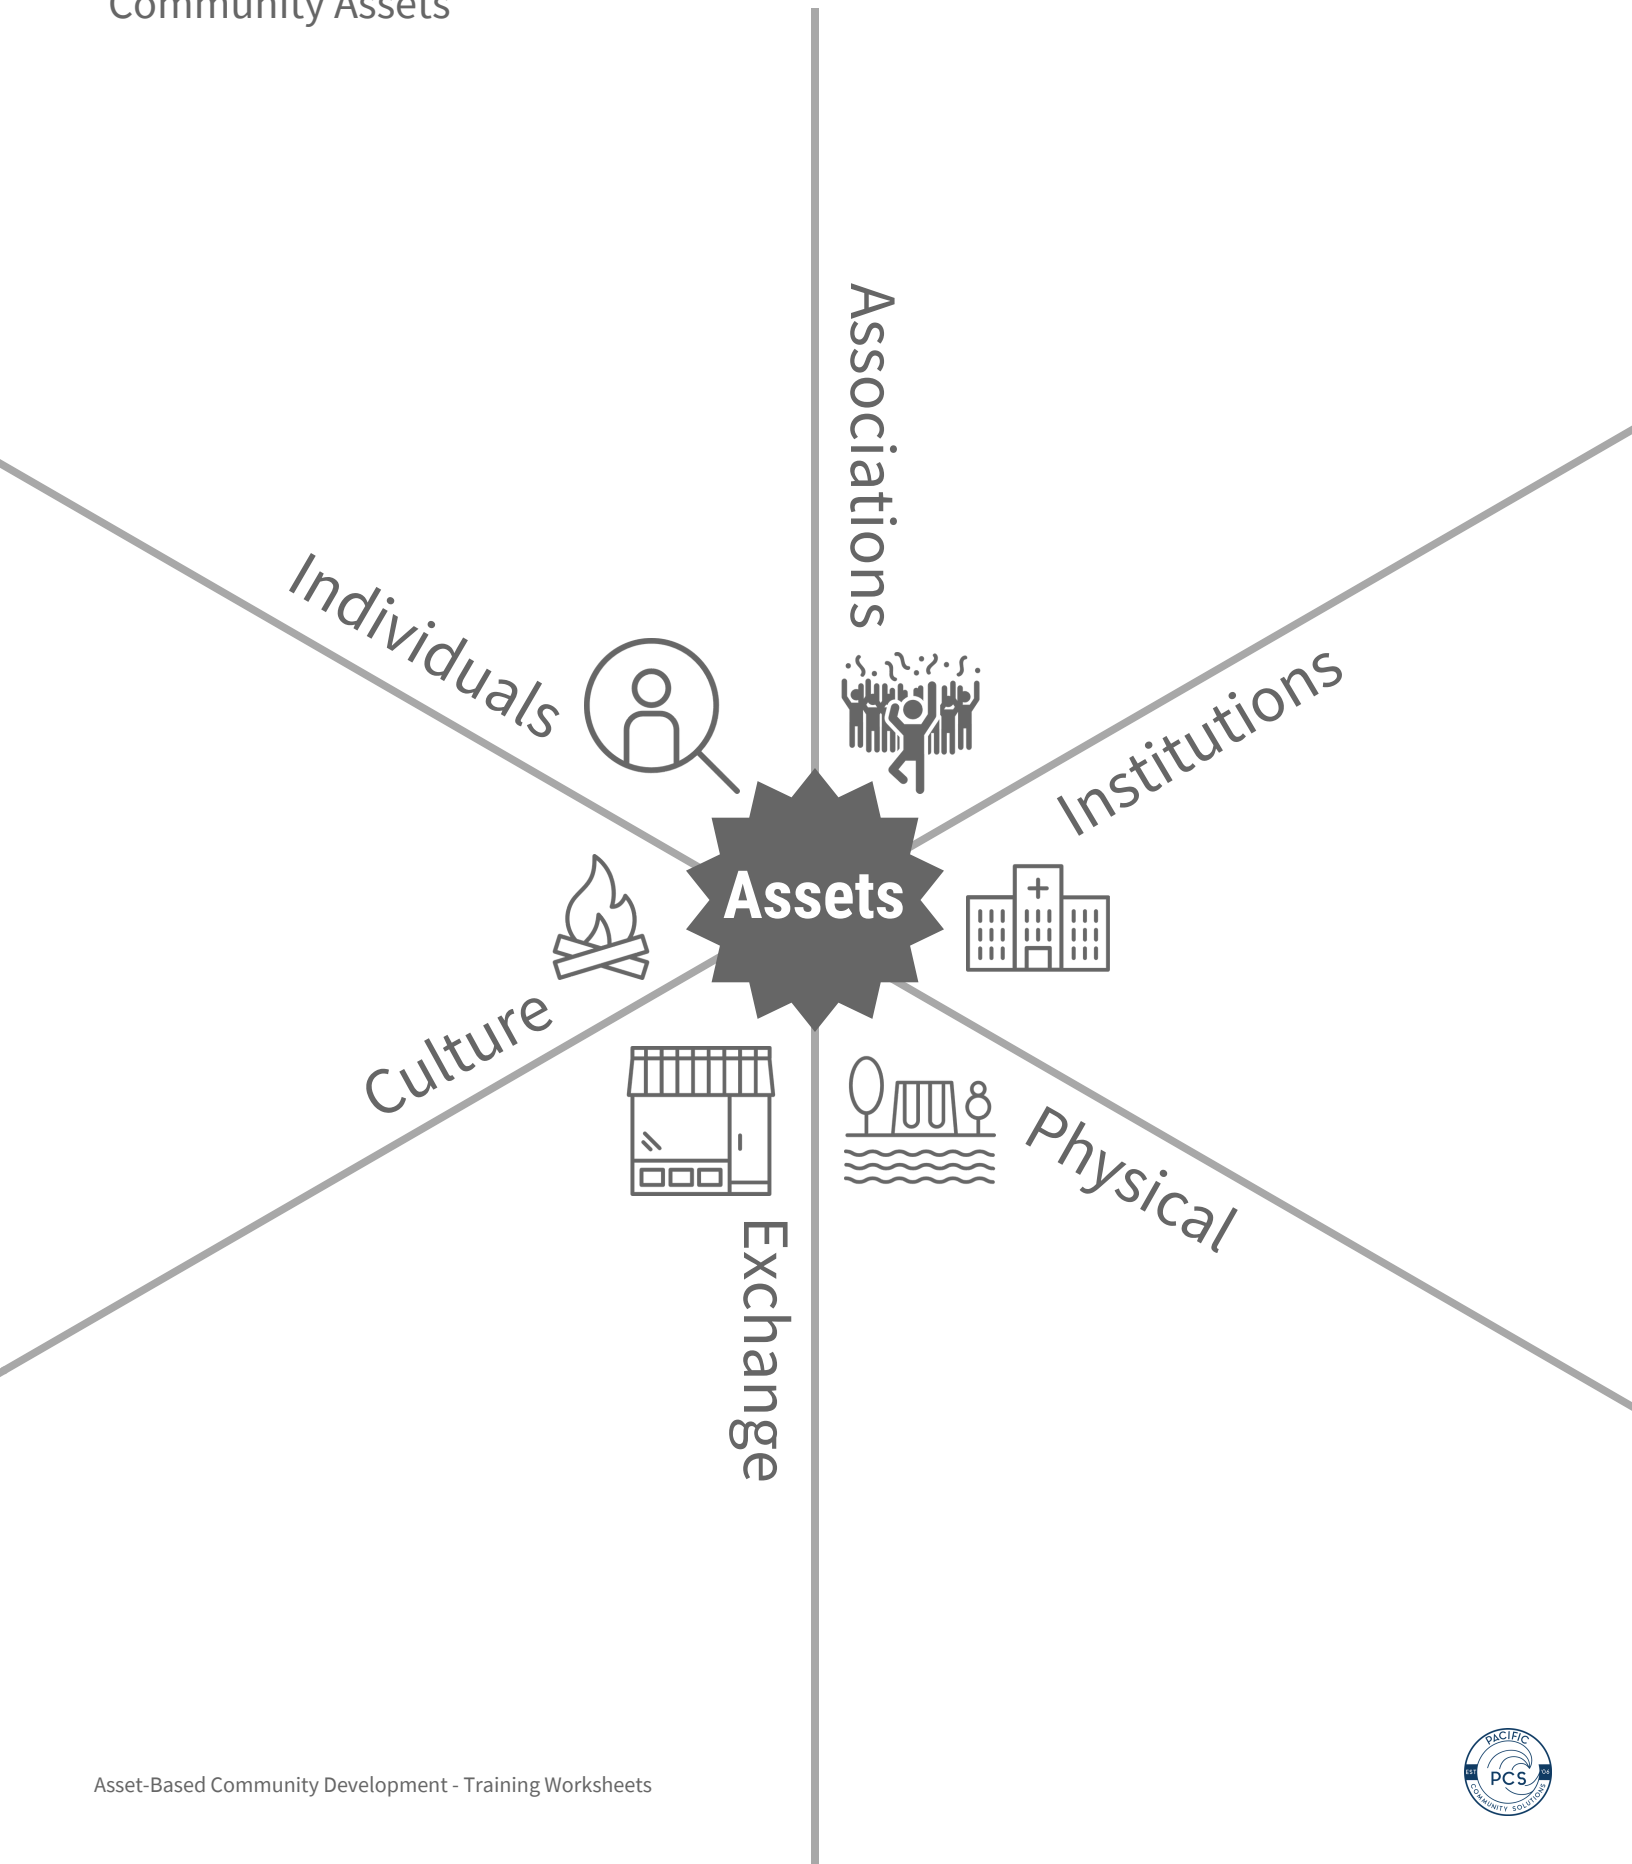 Community Assets
Associations
Individuals
Institutions
Assets
Culture
Physical
Exchange
Asset-Based Community Development - Training Worksheets
PACIFIC
EST
PCS
'06
COMMUNITY SOLUTIONS